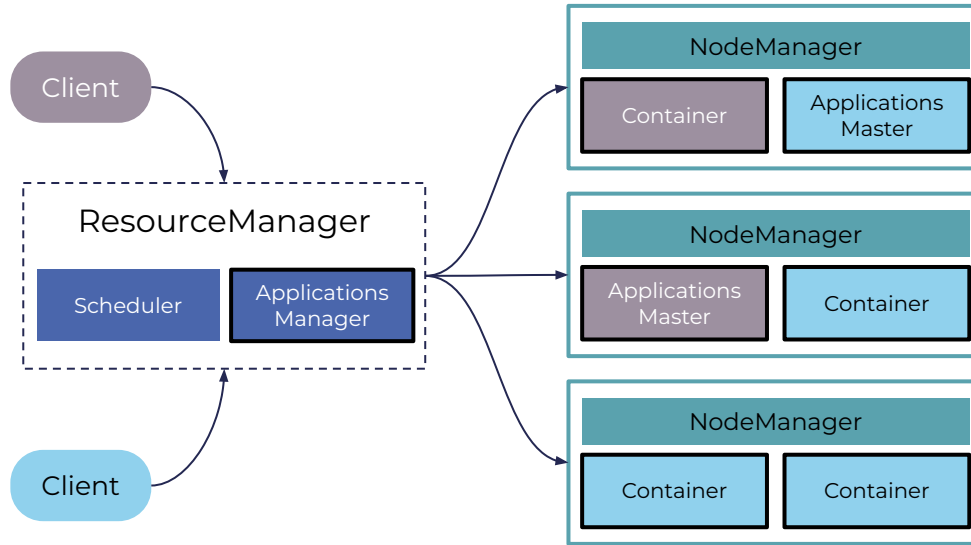 Client
ResourceManager
Scheduler
Applications
Manager
Client
NodeManager
Container
Applications
Master
NodeManager
Applications
Master
Container
NodeManager
Container
Container